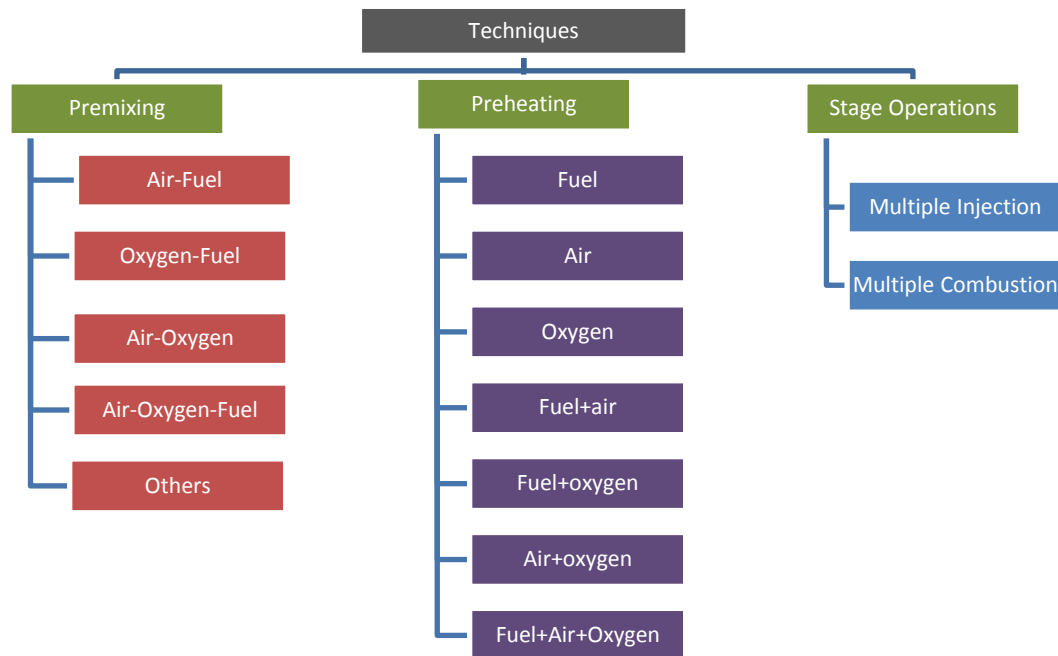 Techniques
Premixing
Air-Fuel
Oxygen-Fuel
Air-Oxygen
Air-Oxygen-Fuel
Others
Preheating
Fuel
Air
Oxygen
Fuel+air
Fuel+oxygen
Air+oxygen
Fuel+Air+Oxygen
Stage Operations
Multiple Injection
Multiple Combustion